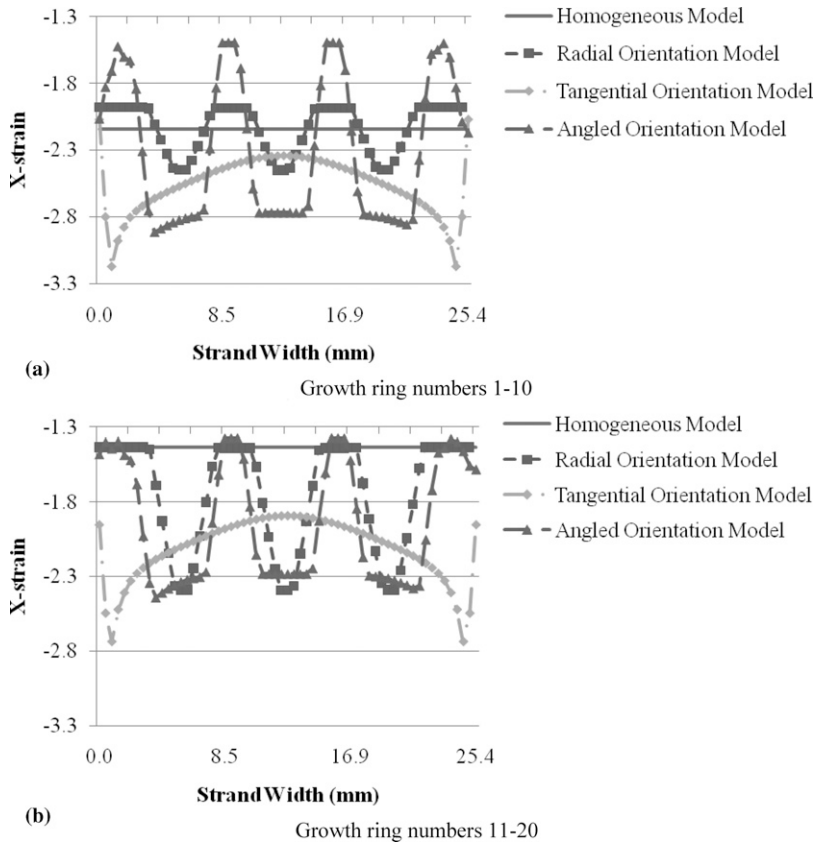 -1.3
-1.8
-2.3
-2.8
-3.3
X-strain
0.0 8.5 16.9 25.4
Strand Width (mm)
Homogeneous Model
Radial Orientation Model
Tangential Orientation Model
Angled Orientation Model
(a)
Growth ring numbers 1-10
-1.3
-1.8
-2.3
-2.8
-3.3
X-strain
0.0 8.5 16.9 25.4
Strand Width (mm)
Homogeneous Model
Radial Orientation Model
Tangential Orientation Model
Angled Orientation Model
(b)
Growth ring numbers 11-20